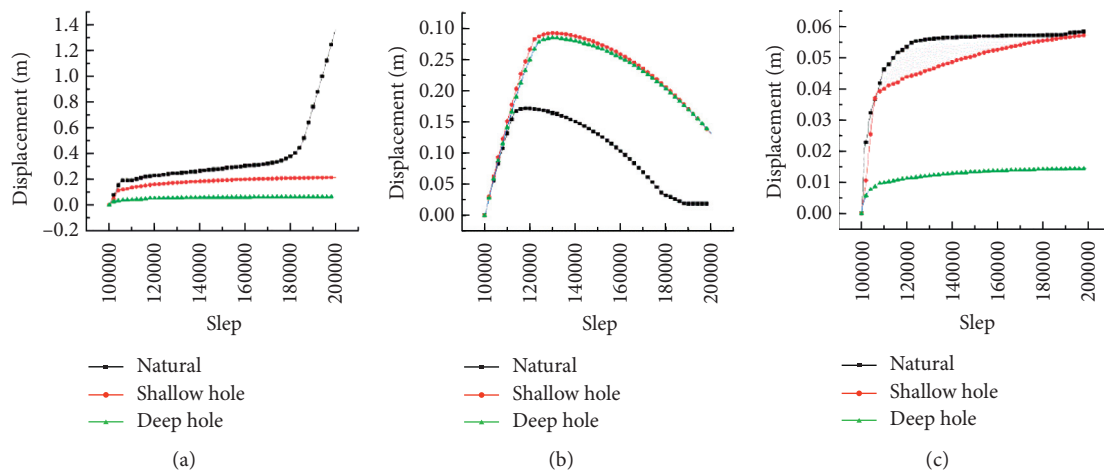 Displacement (m)
1.4
1.2
1.0
0.8
0.6
0.4
0.2
0.0
–0.2
100000
120000
140000
160000
180000
200000
Slep
Natural
Shallow hole
Deep hole
(a)
Displacement (m)
0.10
0.25
0.20
0.15
0.10
0.05
0.00
100000
120000
140000
160000
180000
200000
Slep
Natural
Shallow hole
Deep hole
(b)
Displacement (m)
0.06
0.05
0.04
0.03
0.02
0.01
0.00
100000
120000
140000
160000
180000
200000
Slep
Natural
Shallow hole
Deep hole
(c)